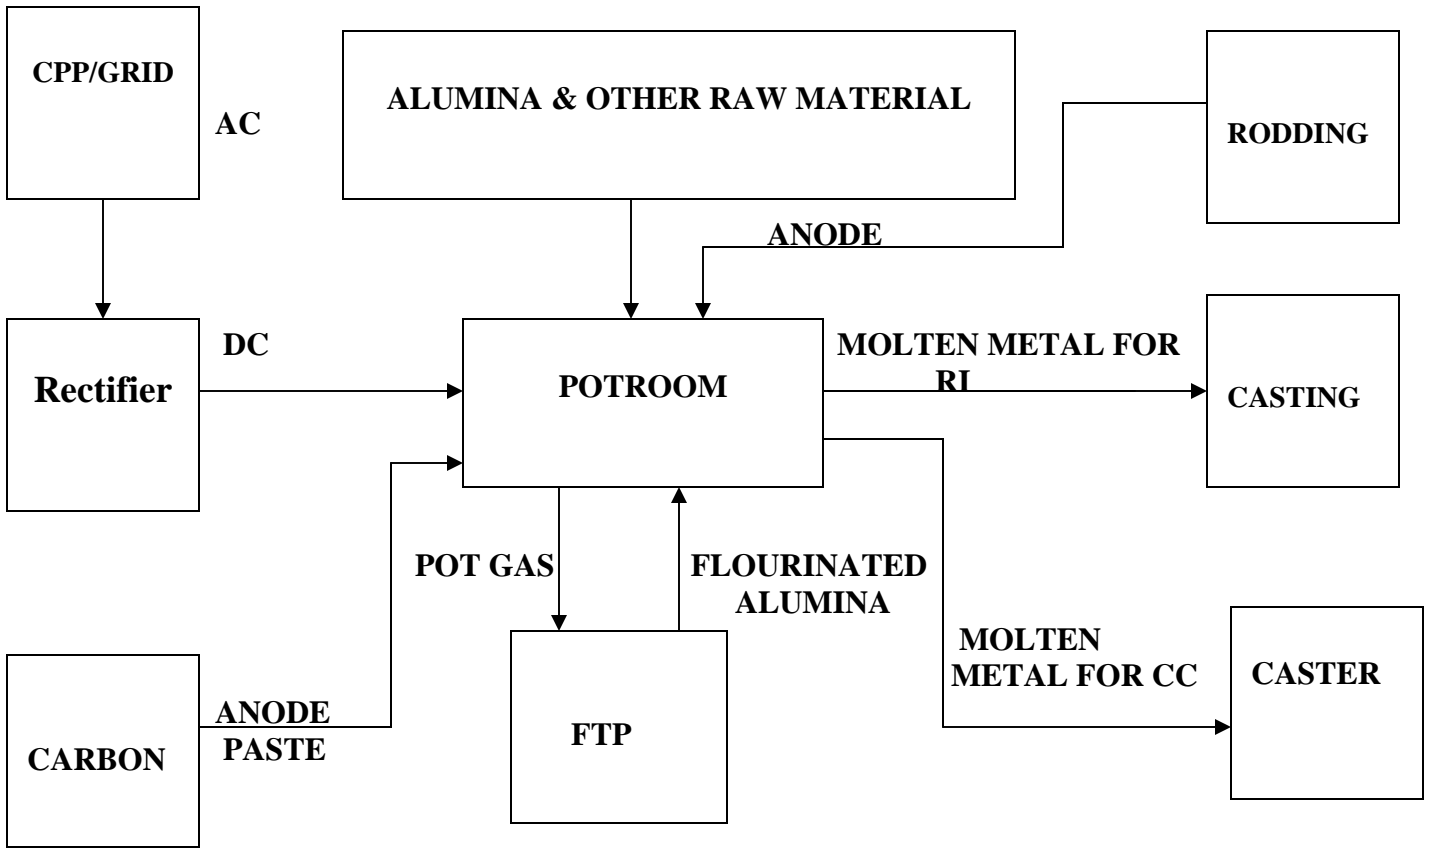 CPP/GRID
AC
ALUMINA & OTHER RAW MATERIAL
RODDING
ANODE
Rectifier
DC
POTROOM
MOLTEN METAL FOR
RI
CASTING
POT GAS
FLOURINATED
ALUMINA
MOLTEN
METAL FOR CC
CASTER
CARBON
ANODE
PASTE
FTP